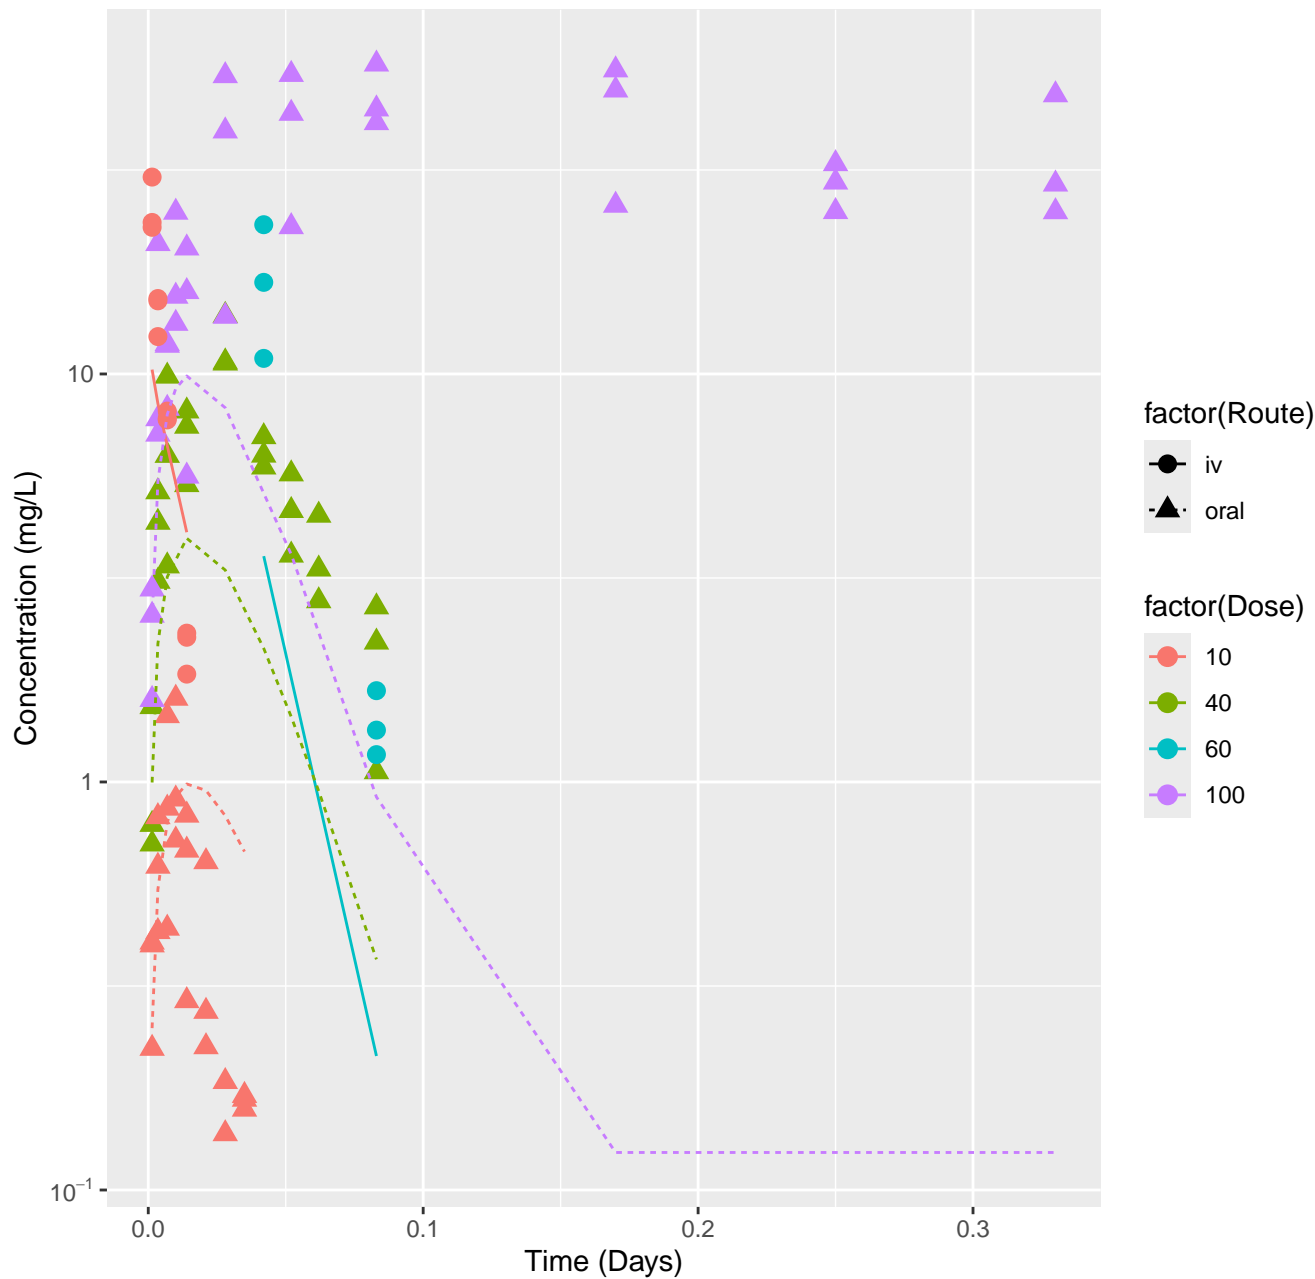 Concentration (mg/L)
10
1
10⁻¹
0.0
0.1
0.2
0.3
Time (Days)
factor(Route)
iv
oral
factor(Dose)
10
40
60
100